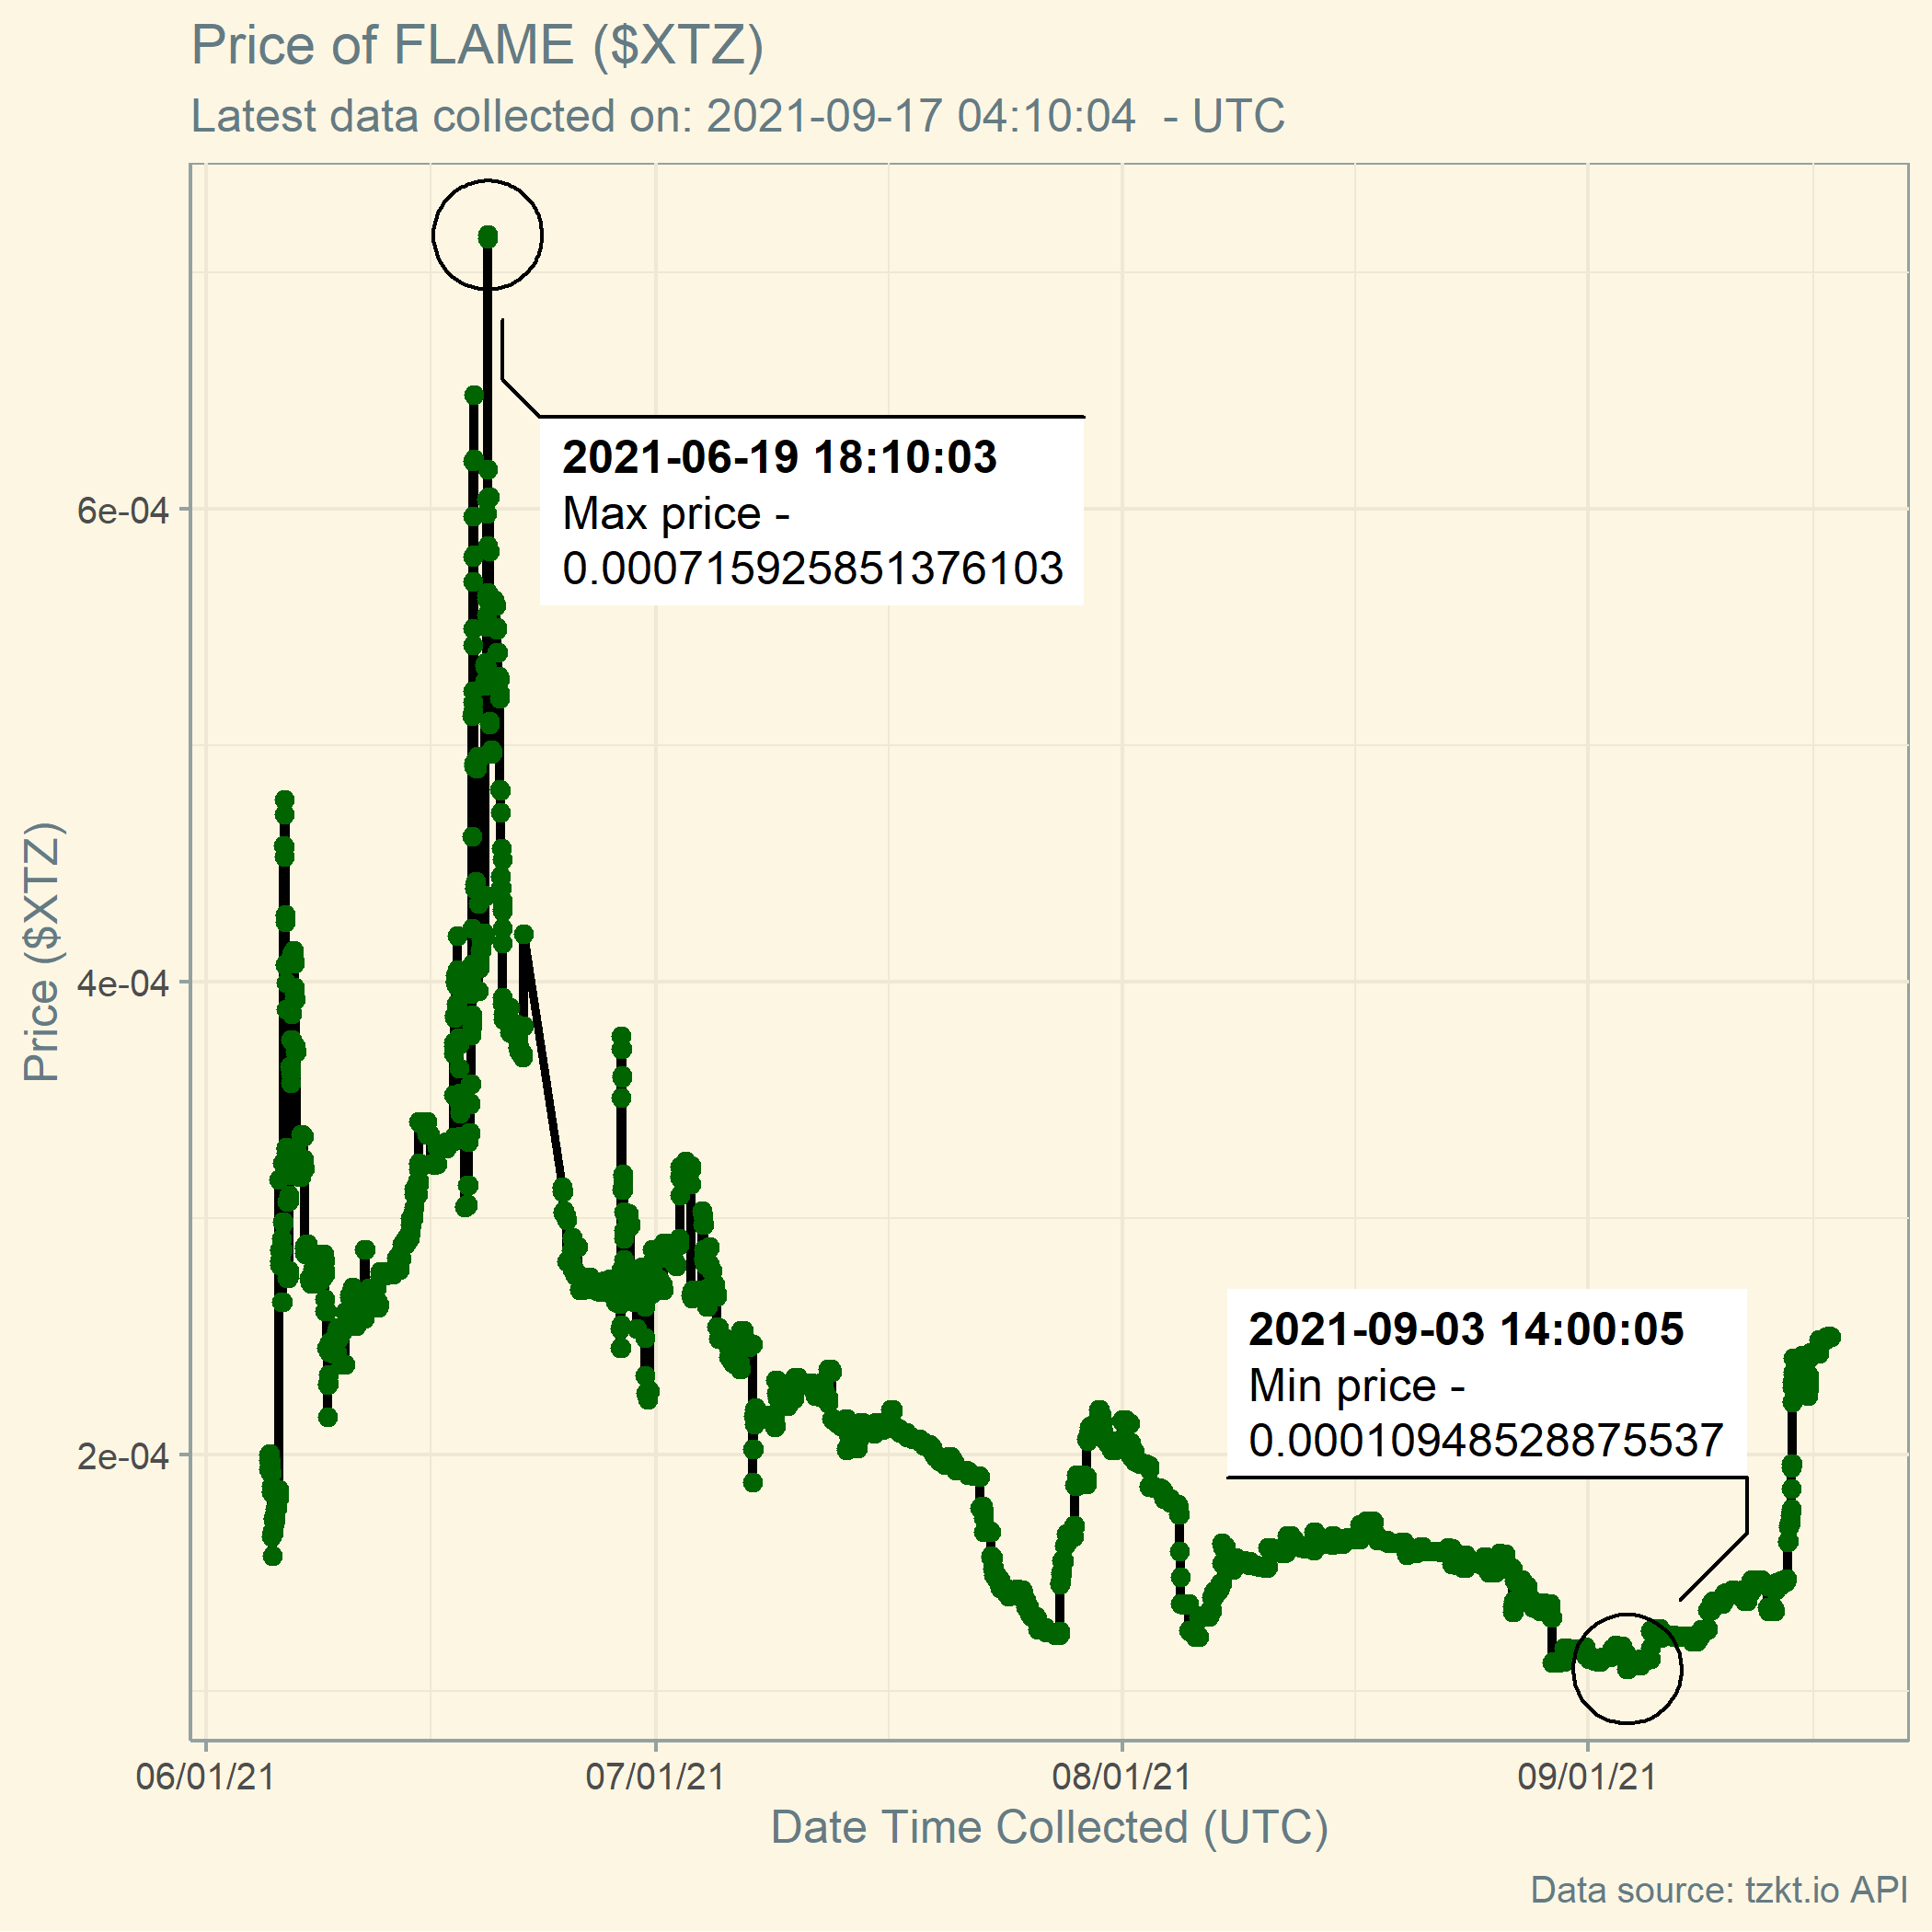 Price of FLAME ($XTZ)
Latest data collected on: 2021-09-17 04:10:04  - UTC
2021-06-19 18:10:03
Max price -
0.000715925851376103
6e-04
4e-04
2e-04
Price ($XTZ)
2021-09-03 14:00:05
Min price -
0.00010948528875537
06/01/21
07/01/21
08/01/21
09/01/21
Date Time Collected (UTC)
Data source: tzkt.io API